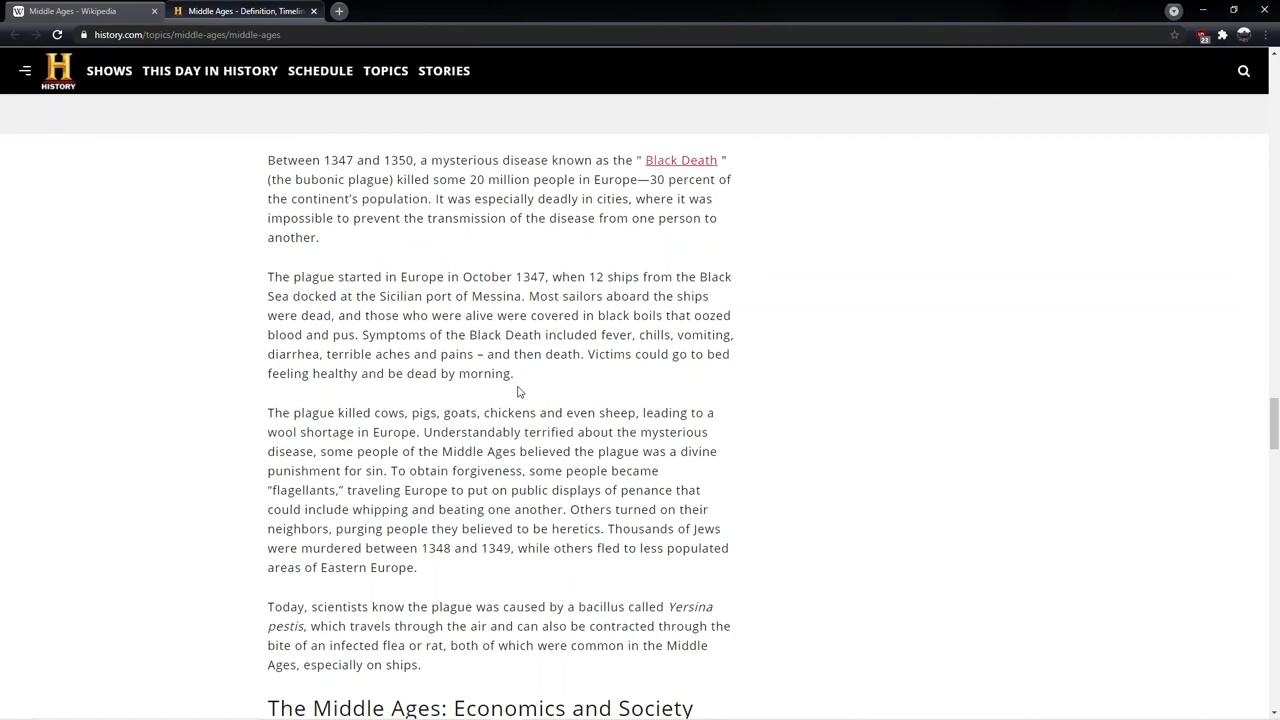 Middle Ages - Wikipedia
Middle Ages - Definition, Timelin
history.com/topics/middle-ages/middle-ages
23
H
HISTORY
SHOWS THIS DAY IN HISTORY SCHEDULE TOPICS STORIES
Between 1347 and 1350, a mysterious disease known as the " Black Death "
(the bubonic plague) killed some 20 million people in Europe—30 percent of
the continent's population. It was especially deadly in cities, where it was
impossible to prevent the transmission of the disease from one person to
another.
The plague started in Europe in October 1347, when 12 ships from the Black
Sea docked at the Sicilian port of Messina. Most sailors aboard the ships
were dead, and those who were alive were covered in black boils that oozed
blood and pus. Symptoms of the Black Death included fever, chills, vomiting,
diarrhea, terrible aches and pains – and then death. Victims could go to bed
feeling healthy and be dead by morning.
The plague killed cows, pigs, goats, chickens and even sheep, leading to a
wool shortage in Europe. Understandably terrified about the mysterious
disease, some people of the Middle Ages believed the plague was a divine
punishment for sin. To obtain forgiveness, some people became
“flagellants,” traveling Europe to put on public displays of penance that
could include whipping and beating one another. Others turned on their
neighbors, purging people they believed to be heretics. Thousands of Jews
were murdered between 1348 and 1349, while others fled to less populated
areas of Eastern Europe.
Today, scientists know the plague was caused by a bacillus called Yersina
pestis, which travels through the air and can also be contracted through the
bite of an infected flea or rat, both of which were common in the Middle
Ages, especially on ships.
The Middle Ages: Economics and Society